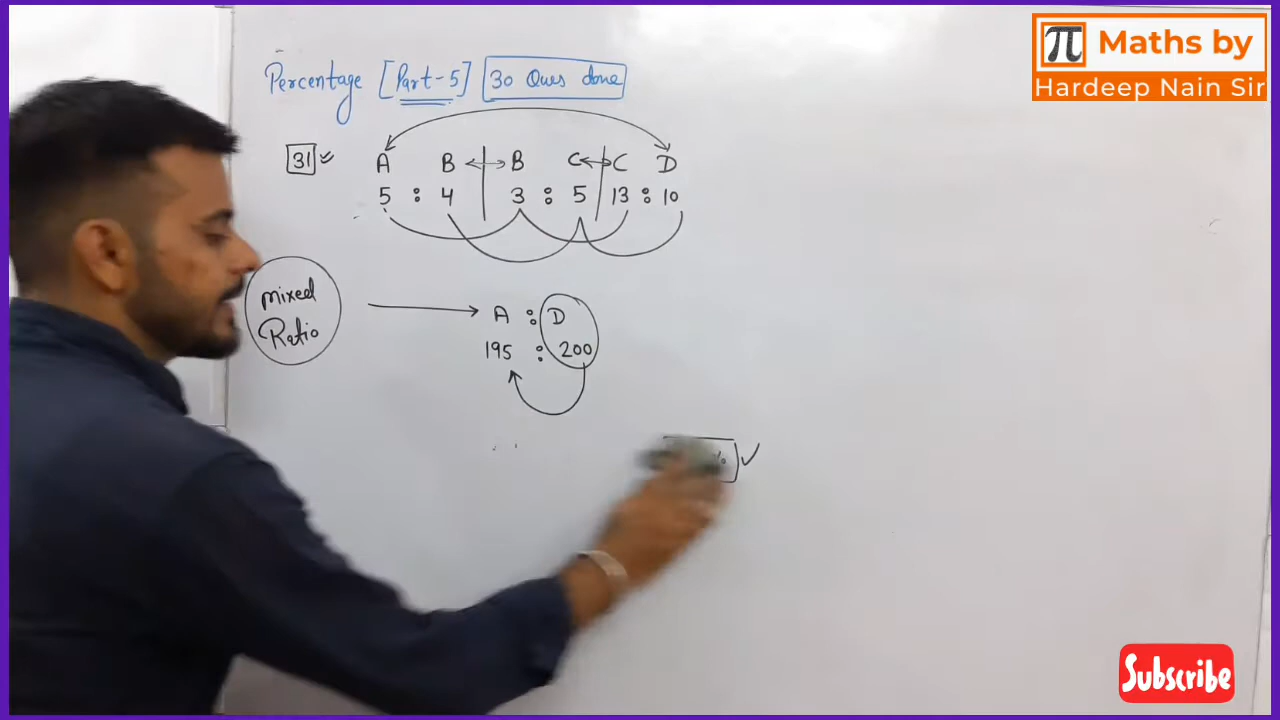 π Maths by
Hardeep Nain Sir
Percentage [Part-5] 30 Ques done
31
A B B C C D
5 : 4 3 : 5 13 : 10
Mixed
Ratio
A : D
195 : 200
%
Subscribe